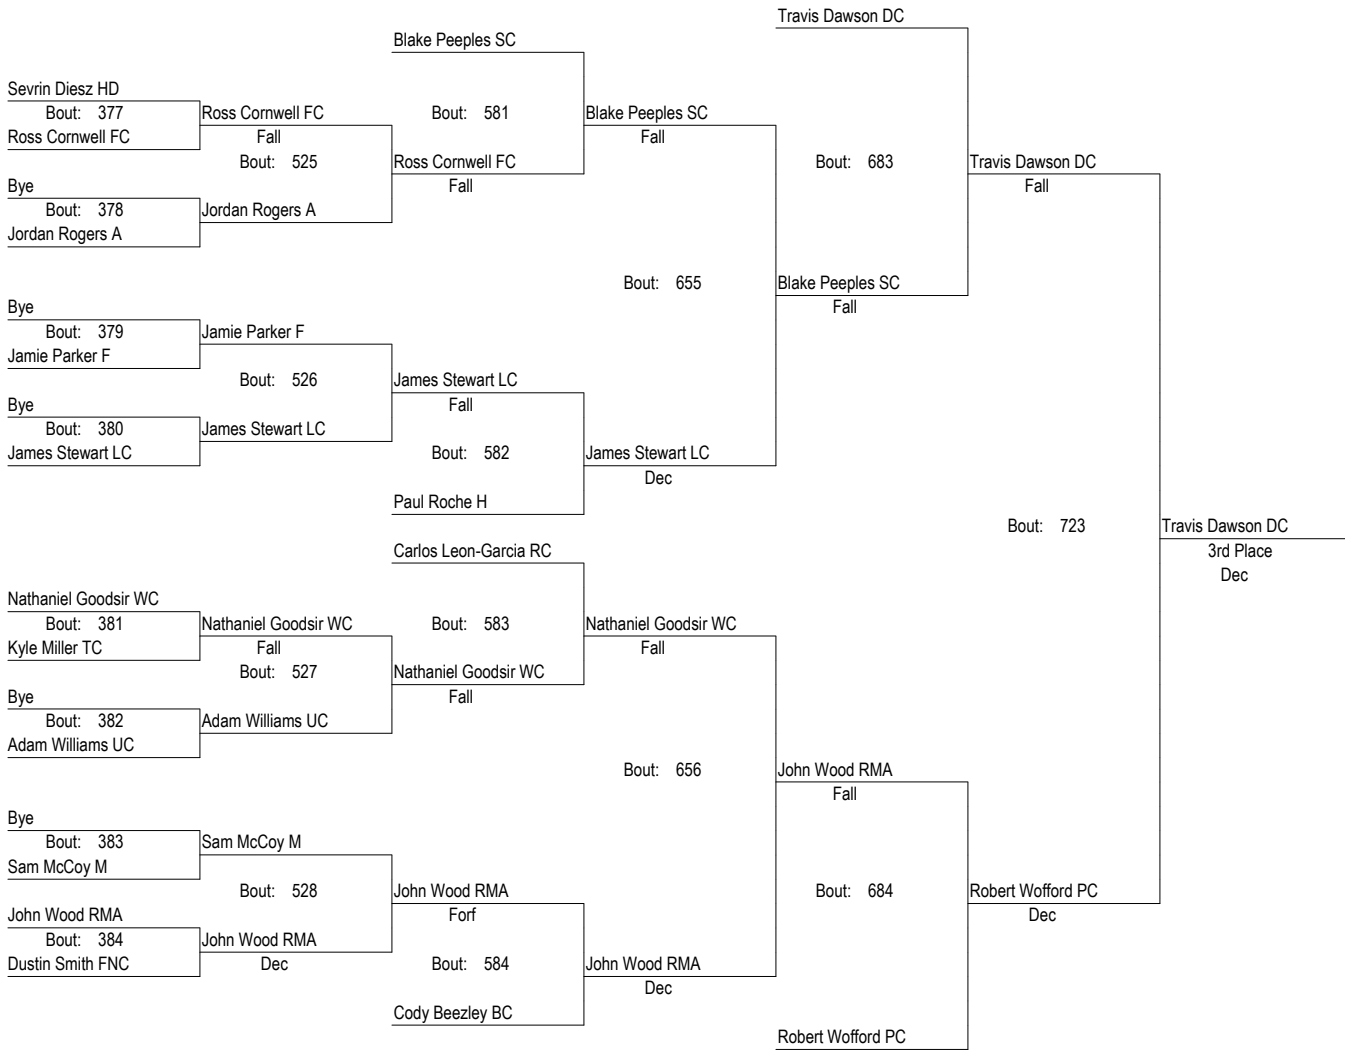 Travis Dawson DC
Blake Peeples SC
Sevrin Diesz HD
Bout: 377
Ross Cornwell FC
Ross Cornwell FC
Fall
Bout: 581
Blake Peeples SC
Fall
Bout: 525
Ross Cornwell FC
Fall
Bout: 683
Travis Dawson DC
Fall
Bye
Bout: 378
Jordan Rogers A
Jordan Rogers A
Bout: 655
Blake Peeples SC
Fall
Bye
Bout: 379
Jamie Parker F
Jamie Parker F
Bout: 526
James Stewart LC
Fall
Bye
Bout: 380
James Stewart LC
James Stewart LC
Bout: 582
James Stewart LC
Dec
Paul Roche H
Bout: 723
Travis Dawson DC
3rd Place
Dec
Carlos Leon-Garcia RC
Nathaniel Goodsir WC
Bout: 381
Kyle Miller TC
Nathaniel Goodsir WC
Fall
Bout: 583
Nathaniel Goodsir WC
Fall
Bout: 527
Nathaniel Goodsir WC
Fall
Bye
Bout: 382
Adam Williams UC
Adam Williams UC
Bout: 656
John Wood RMA
Fall
Bye
Bout: 383
Sam McCoy M
Sam McCoy M
Bout: 528
John Wood RMA
Forf
Bout: 684
Robert Wofford PC
Dec
John Wood RMA
Bout: 384
Dustin Smith FNC
John Wood RMA
Dec
Bout: 584
John Wood RMA
Dec
Cody Beezley BC
Robert Wofford PC